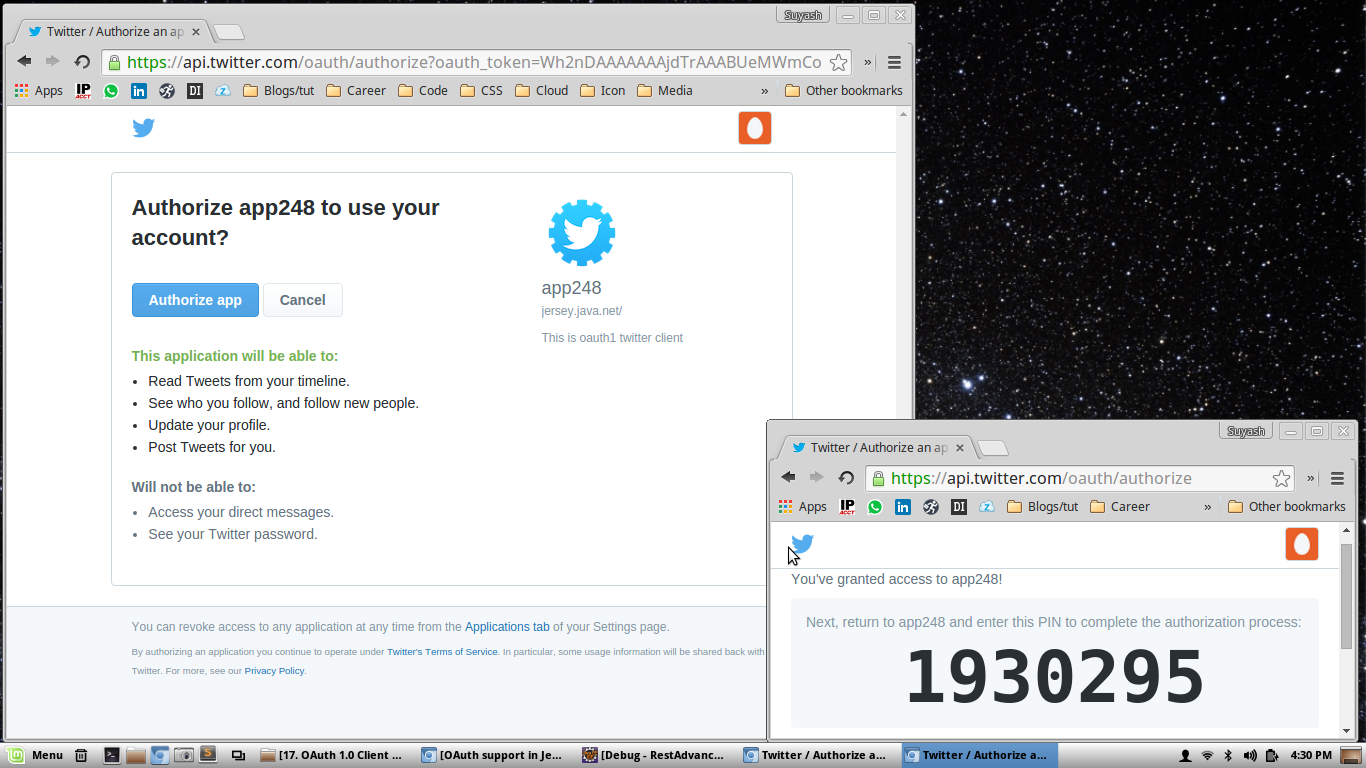 Suyash
Twitter / Authorize an ap
https://api.twitter.com/oauth/authorize?oauth_token=Wh2nDAAAAAAAjdTrAAABUeMWmCo
Apps
IP
ACCT
in
DI
Z
Blogs/tut
Career
Code
CSS
Cloud
Icon
Media
»
Other bookmarks
Authorize app248 to use your
account?
Authorize app
Cancel
app248
jersey.java.net/
This is oauth1 twitter client
This application will be able to:
• Read Tweets from your timeline.
• See who you follow, and follow new people.
• Update your profile.
• Post Tweets for you.
Will not be able to:
• Access your direct messages.
• See your Twitter password.
You can revoke access to any application at any time from the Applications tab of your Settings page.
By authorizing an application you continue to operate under Twitter's Terms of Service. In particular, some usage information will be shared back with
Twitter. For more, see our Privacy Policy.
Suyash
Twitter / Authorize an ap
https://api.twitter.com/oauth/authorize
Apps
IP
ACCT
in
DI
Z
Blogs/tut
Career
»
Other bookmarks
You've granted access to app248!
Next, return to app248 and enter this PIN to complete the authorization process:
1930295
Menu
[17. OAuth 1.0 Client ...
[OAuth support in Je...
[Debug - RestAdvanc...
Twitter / Authorize a...
Twitter / Authorize a...
4:30 PM